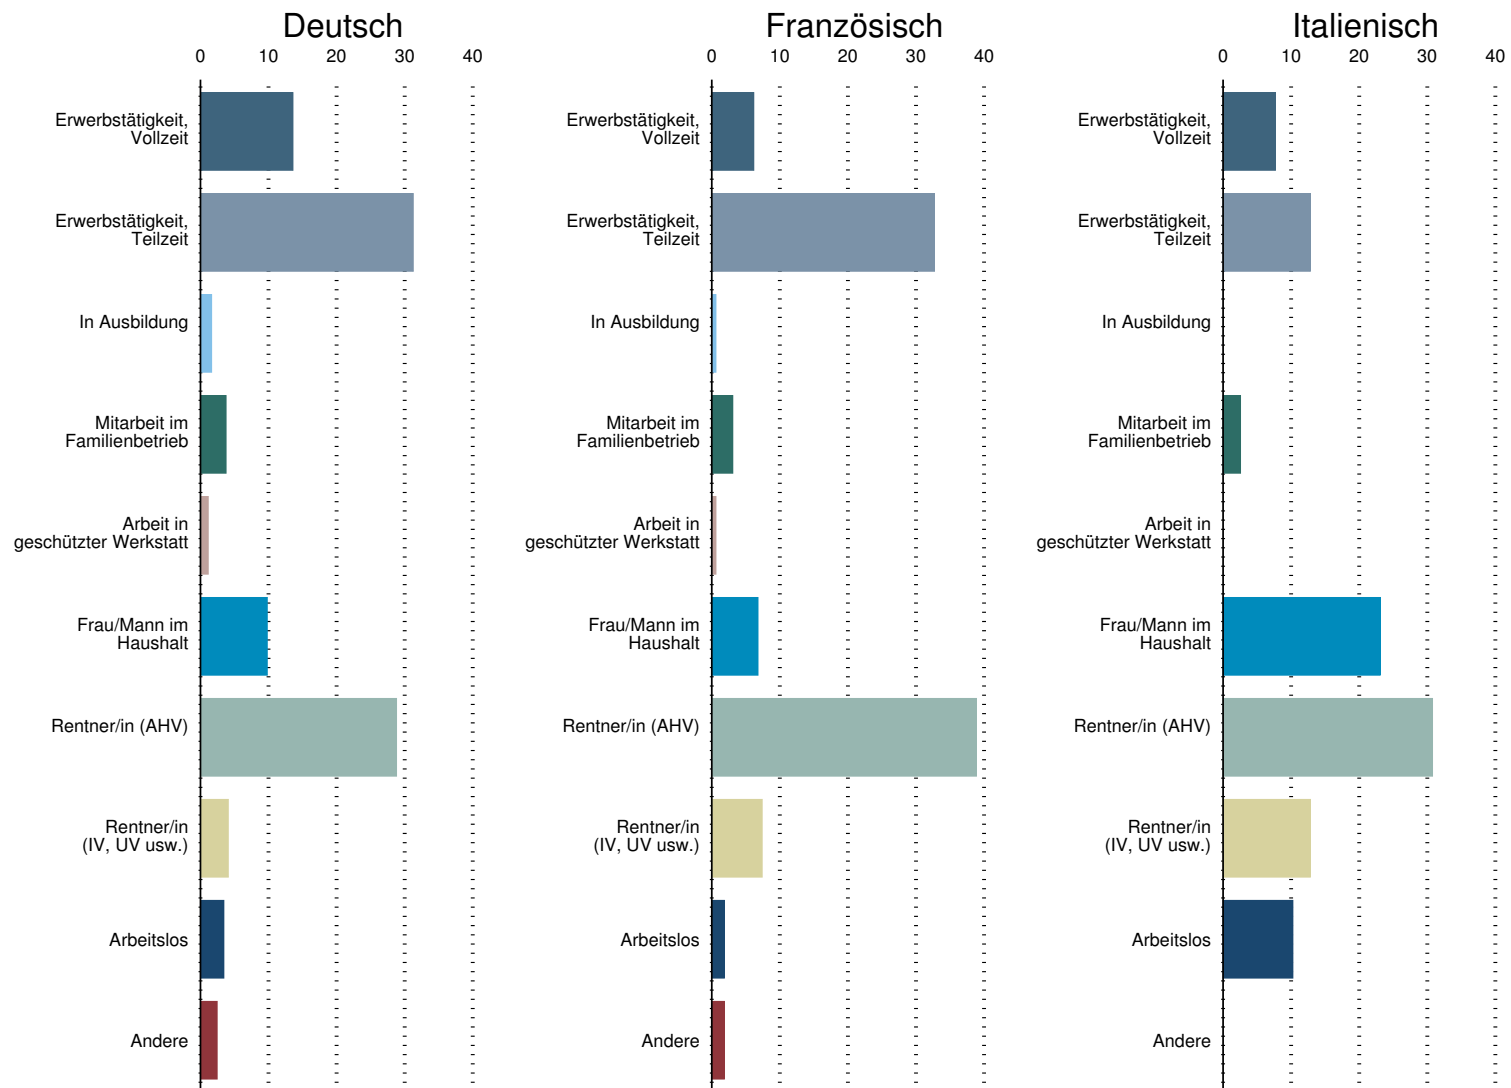 Deutsch
0 10 20 30 40
Erwerbstätigkeit,
Vollzeit
Erwerbstätigkeit,
Teilzeit
In Ausbildung
Mitarbeit im
Familienbetrieb
Arbeit in
geschützter Werkstatt
Frau/Mann im
Haushalt
Rentner/in (AHV)
Rentner/in
(IV, UV usw.)
Arbeitslos
Andere
Französisch
0 10 20 30 40
Erwerbstätigkeit,
Vollzeit
Erwerbstätigkeit,
Teilzeit
In Ausbildung
Mitarbeit im
Familienbetrieb
Arbeit in
geschützter Werkstatt
Frau/Mann im
Haushalt
Rentner/in (AHV)
Rentner/in
(IV, UV usw.)
Arbeitslos
Andere
Italienisch
0 10 20 30 40
Erwerbstätigkeit,
Vollzeit
Erwerbstätigkeit,
Teilzeit
In Ausbildung
Mitarbeit im
Familienbetrieb
Arbeit in
geschützter Werkstatt
Frau/Mann im
Haushalt
Rentner/in (AHV)
Rentner/in
(IV, UV usw.)
Arbeitslos
Andere